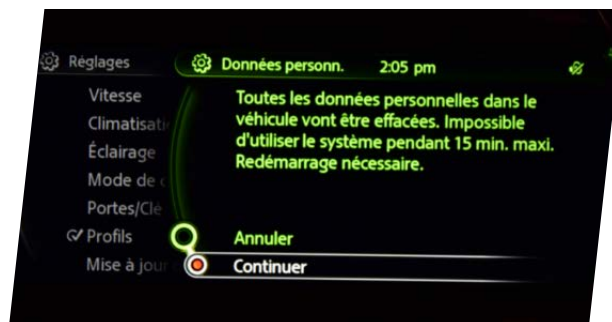 Réglages
Données personn.
2:05 pm
Vitesse
Climatisati
Éclairage
Mode de c
Portes/Clé
Profils
Mise à jour
Toutes les données personnelles dans le
véhicule vont être effacées. Impossible
d'utiliser le système pendant 15 min. maxi.
Redémarrage nécessaire.
Annuler
Continuer